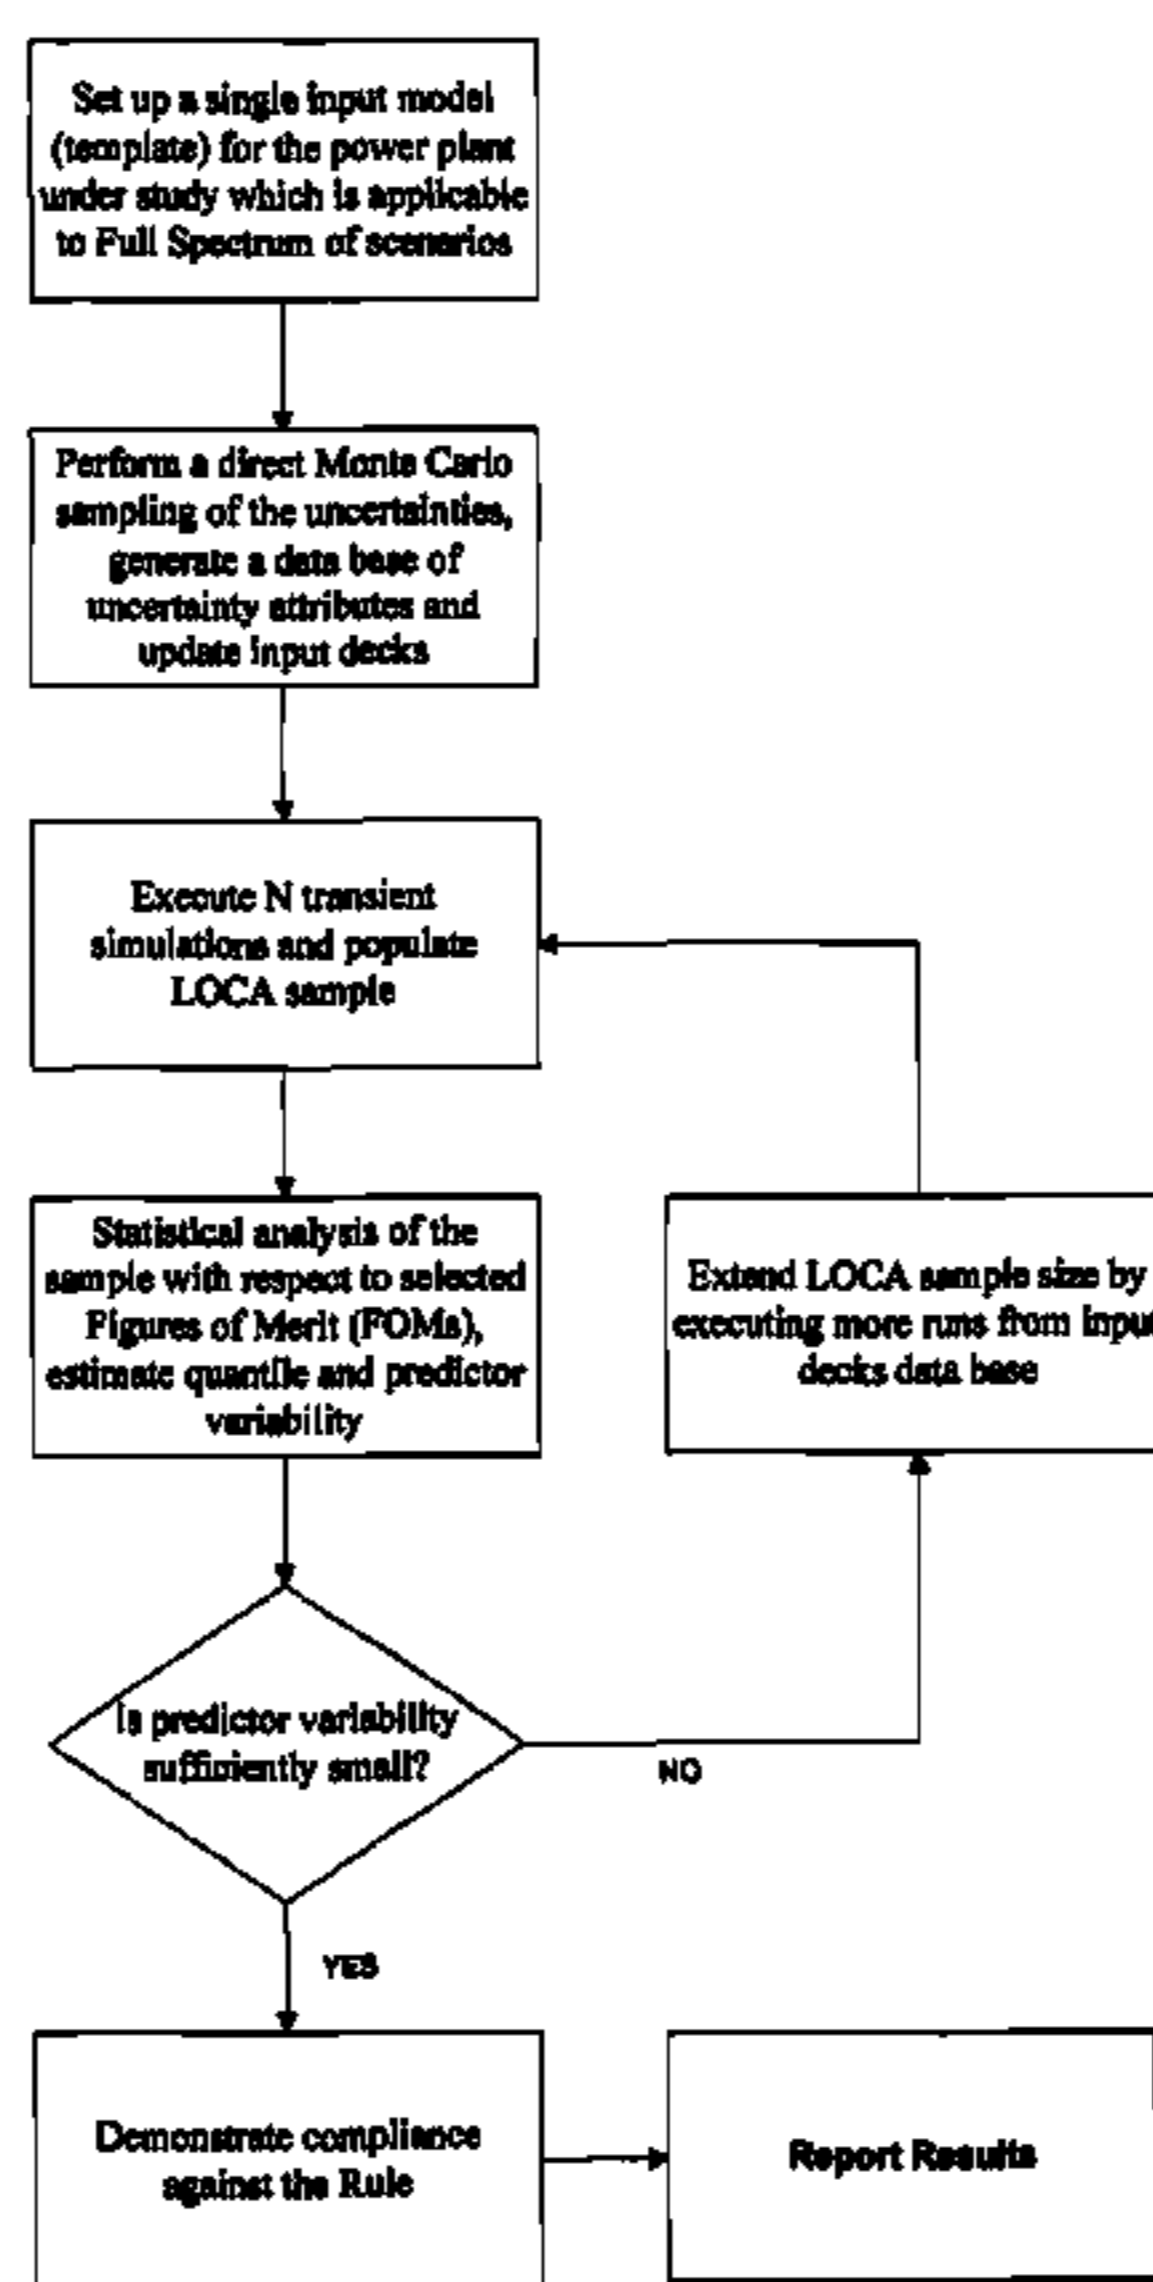 Set up a single input model
(template) for the power plant
under study which is applicable
to Full Spectrum of scenarios
Perform a direct Monte Carlo
sampling of the uncertainties,
generate a data base of
uncertainty attributes and
update input decks
Execute N transient
simulations and populate
LOCA sample
Statistical analysis of the
sample with respect to selected
Figures of Merit (FOMs),
estimate quantile and predictor
variability
Extend LOCA sample size by
executing more runs from input
decks data base
Is predictor variability
sufficiently small?
NO
YES
Demonstrate compliance
against the Rule
Report Results